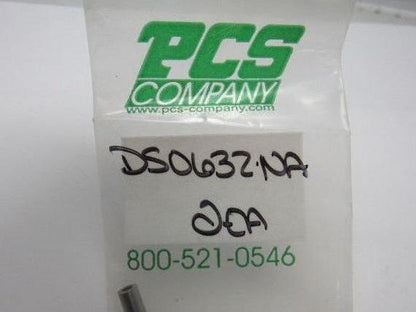 PCS
COMPANY
www.pcs-company.com
DS0632-NA
2EA
800-521-0546